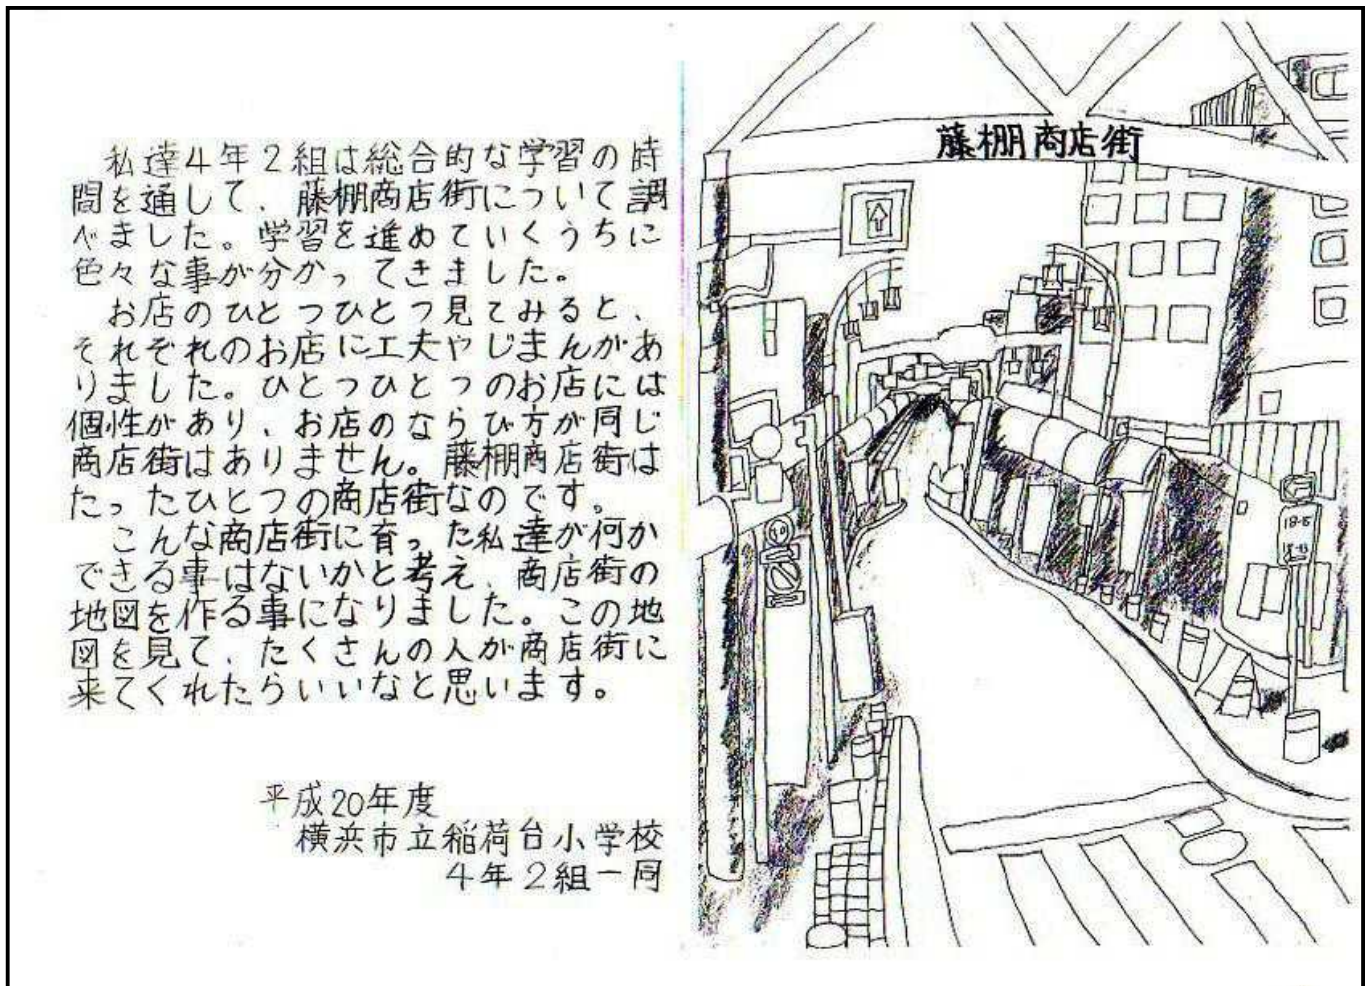 私達4年2組は総合的な学習の時
間を通して、藤棚商店街について調
べました。学習を進めていくうちに
色々な事が分かってきました。
お店のひとつひとつ見てみると、
それぞれのお店に工夫やじまんがあ
りました。ひとつひとつのお店には
個性があり、お店のならび方が同じ
商店街はありません。藤棚商店街は
たったひとつの商店街なのです。
こんな商店街に育った私達が何か
できる事はないかと考え、商店街の
地図を作る事になりました。この地
図を見て、たくさんの人が商店街に
来てくれたらいいなと思います。
平成20年度
横浜市立稲荷台小学校
4年2組一同
藤棚商店街